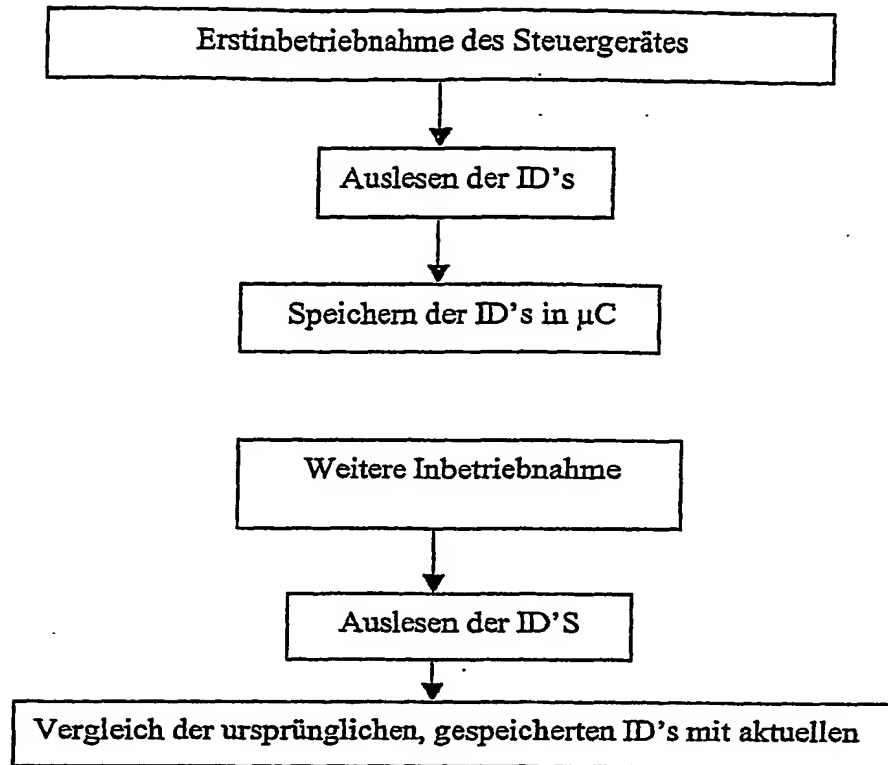 Erstinbetriebnahme des Steuergerätes
Auslesen der ID's
Speichern der ID's in µC
Weitere Inbetriebnahme
Auslesen der ID'S
Vergleich der ursprünglichen, gespeicherten ID's mit aktuellen